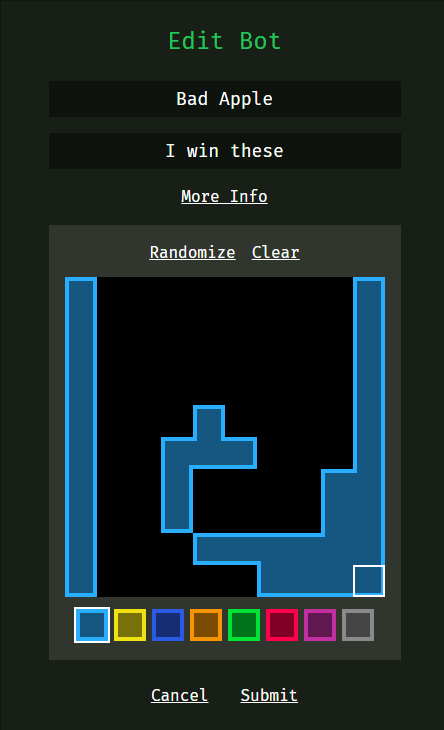 Edit Bot
Bad Apple
I win these
More Info
Randomize Clear
Cancel Submit